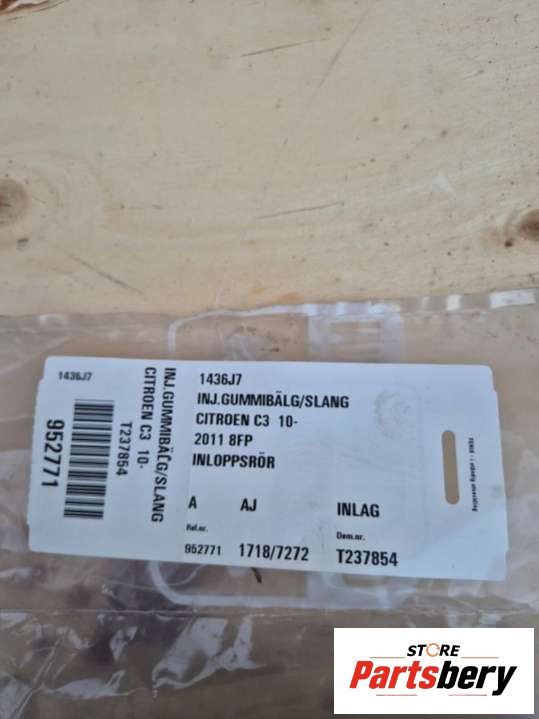 1436J7
INJ.GUMMIBÄLG/SLANG
CITROEN C3 10-
T237854
952771
1436J7
INJ.GUMMIBÄLG/SLANG
CITROEN C3 10-
2011 8FP
INLOPPSRÖR
A AJ INLAG
Ref.nr. Dem.nr.
952771 1718/7272 T237854
STORE
Partsbery